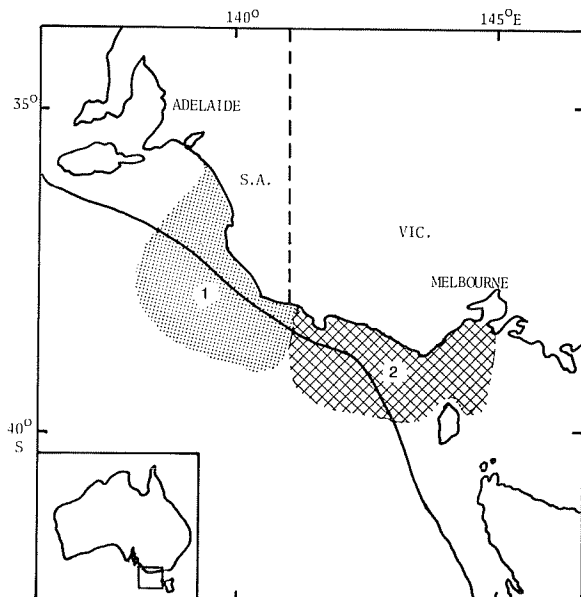 140° 145°E
35°
ADELAIDE
S.A.
VIC.
MELBOURNE
1
2
40°
S